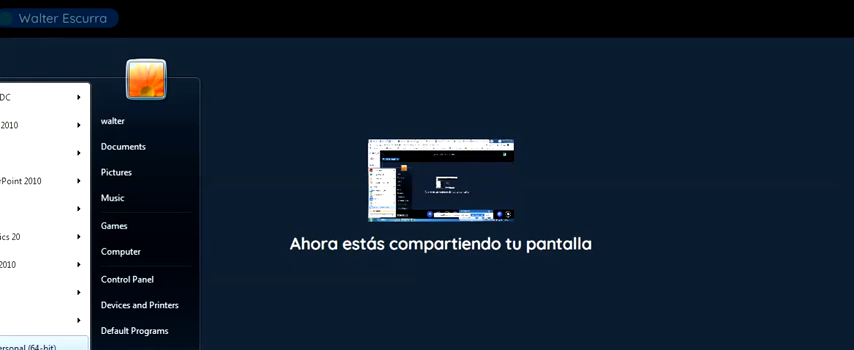 Walter Escurra
DC
2010
rPoint 2010
ics 20
2010
ersonal (64-bit)
walter
Documents
Pictures
Music
Games
Computer
Control Panel
Devices and Printers
Default Programs
Ahora estás compartiendo tu pantalla